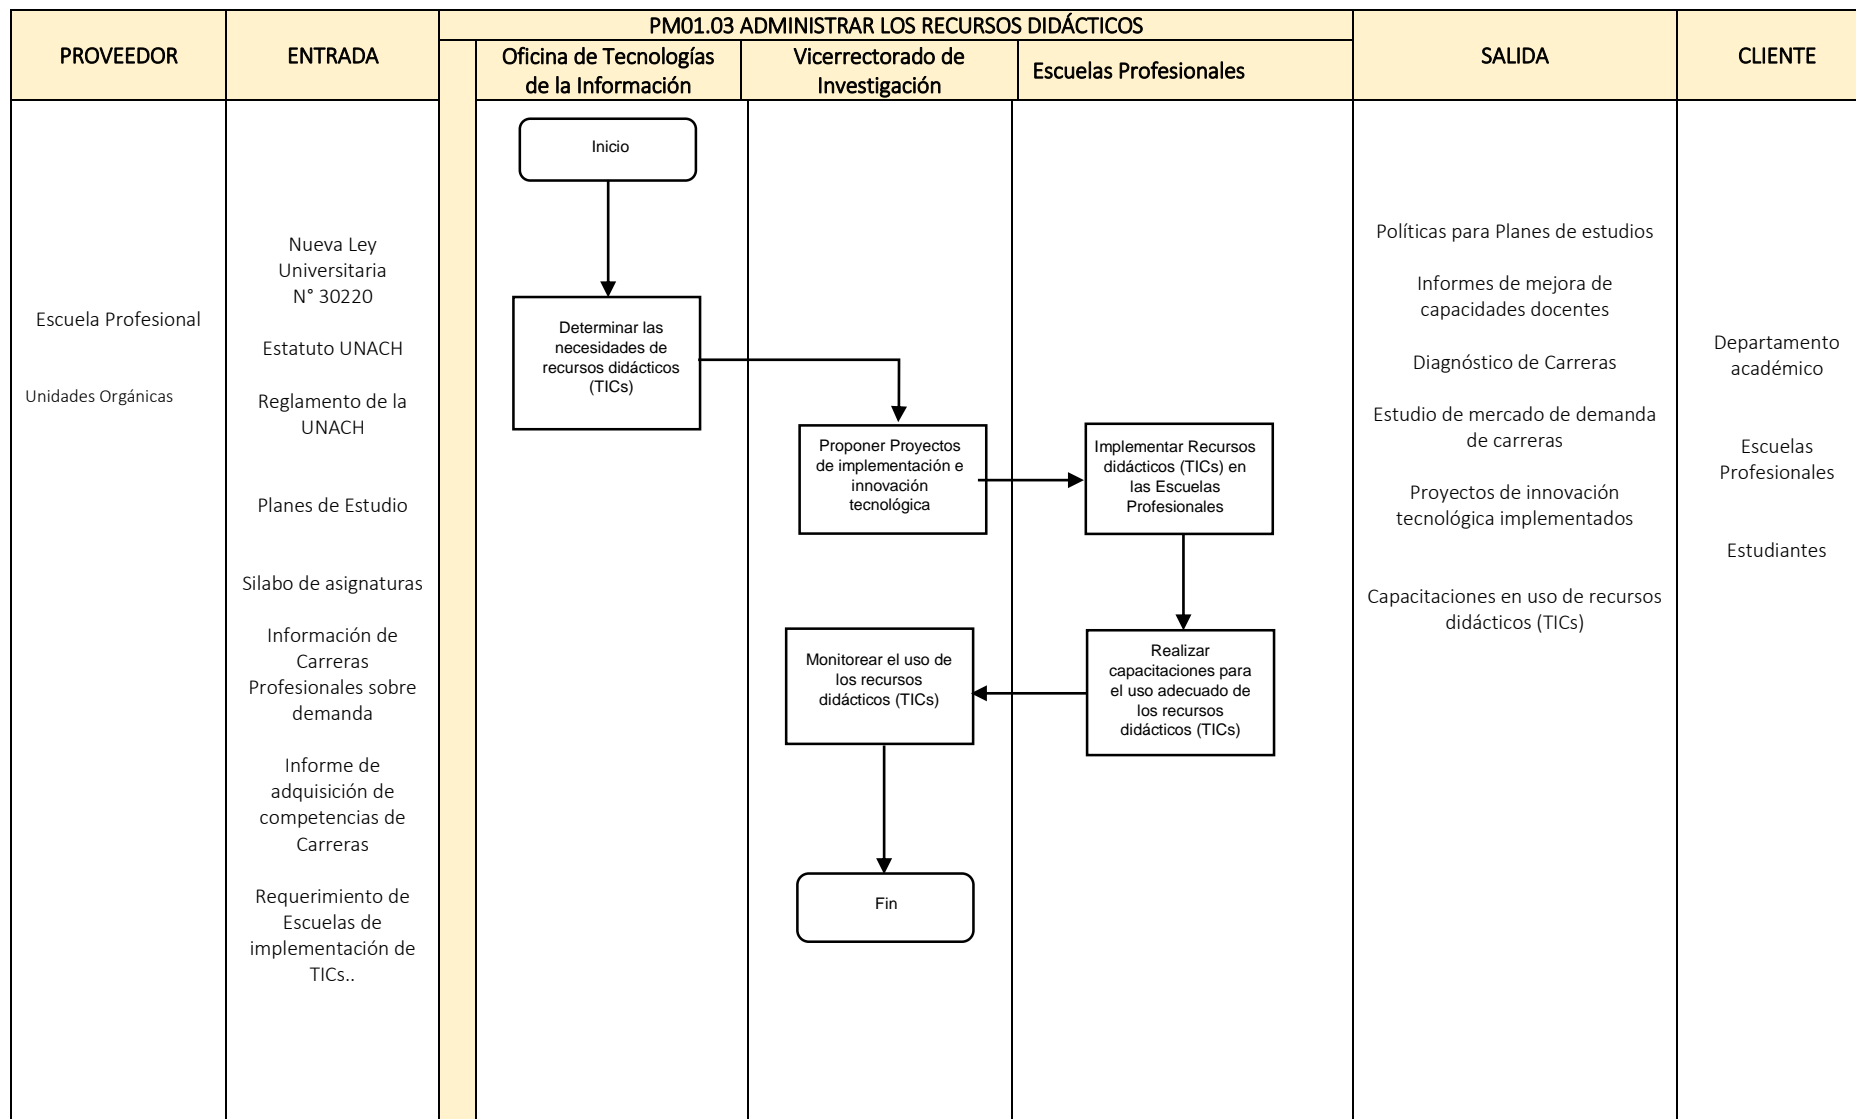 PM01.03 ADMINISTRAR LOS RECURSOS DIDÁCTICOS
PROVEEDOR
ENTRADA
Oficina de Tecnologías
de la Información
Vicerrectorado de
Investigación
Escuelas Profesionales
SALIDA
CLIENTE
Escuela Profesional
Unidades Orgánicas
Nueva Ley
Universitaria
N° 30220
Estatuto UNACH
Reglamento de la
UNACH
Planes de Estudio
Silabo de asignaturas
Información de
Carreras
Profesionales sobre
demanda
Informe de
adquisición de
competencias de
Carreras
Requerimiento de
Escuelas de
implementación de
TICs..
Inicio
Determinar las
necesidades de
recursos didácticos
(TICs)
Proponer Proyectos
de implementación e
innovación
tecnológica
Implementar Recursos
didácticos (TICs) en
las Escuelas
Profesionales
Realizar
capacitaciones para
el uso adecuado de
los recursos
didácticos (TICs)
Monitorear el uso de
los recursos
didácticos (TICs)
Fin
Políticas para Planes de estudios
Informes de mejora de
capacidades docentes
Diagnóstico de Carreras
Estudio de mercado de demanda
de carreras
Proyectos de innovación
tecnológica implementados
Capacitaciones en uso de recursos
didácticos (TICs)
Departamento
académico
Escuelas
Profesionales
Estudiantes